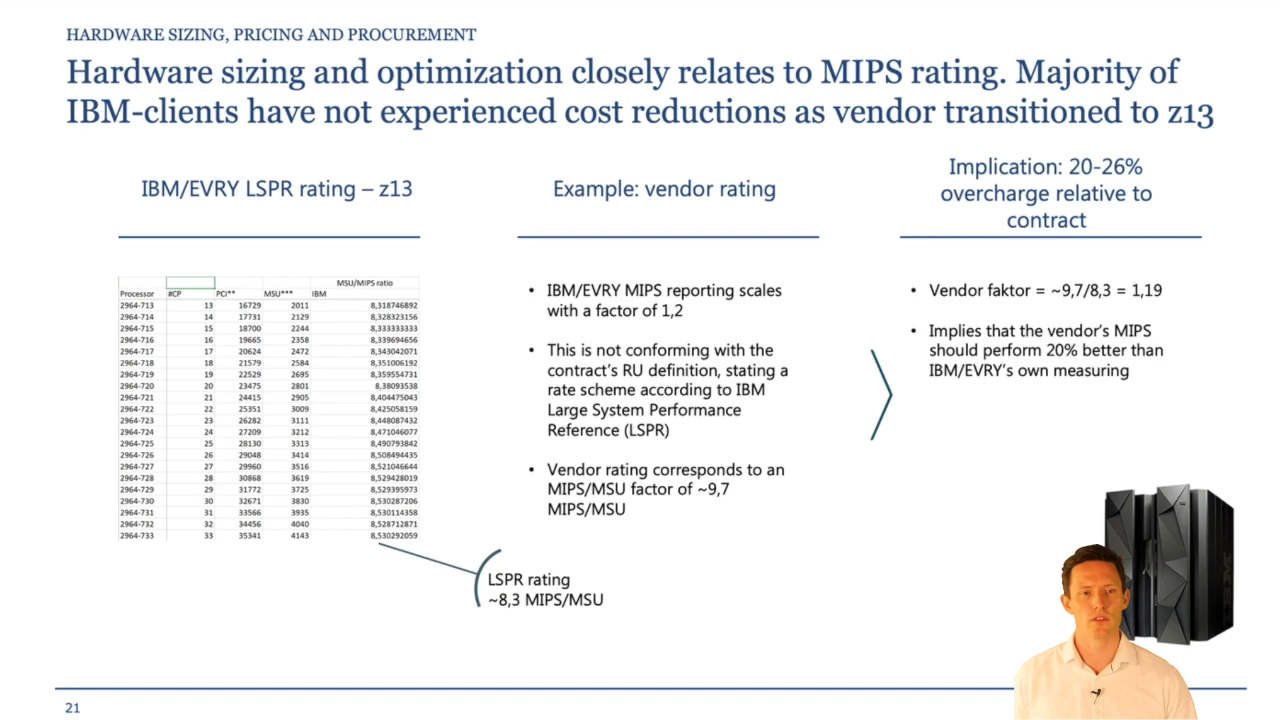 HARDWARE SIZING, PRICING AND PROCUREMENT
Hardware sizing and optimization closely relates to MIPS rating. Majority of
IBM-clients have not experienced cost reductions as vendor transitioned to z13
IBM/EVRY LSPR rating – z13
MSU/MIPS ratio
Processor #CP PCI** MSU*** IBM
2964-713 13 16729 2011 8,318746892
2964-714 14 17731 2129 8,328323156
2964-715 15 18700 2244 8,333333333
2964-716 16 19665 2358 8,339694656
2964-717 17 20624 2472 8,343042071
2964-718 18 21579 2584 8,351006192
2964-719 19 22529 2695 8,359554731
2964-720 20 23475 2801 8,38093538
2964-721 21 24415 2905 8,404475043
2964-722 22 25351 3009 8,425058159
2964-723 23 26282 3111 8,448087432
2964-724 24 27209 3212 8,471046077
2964-725 25 28130 3313 8,490793842
2964-726 26 29048 3414 8,508494435
2964-727 27 29960 3516 8,521046644
2964-728 28 30868 3619 8,529428019
2964-729 29 31772 3725 8,529395973
2964-730 30 32671 3830 8,530287206
2964-731 31 33566 3935 8,530114358
2964-732 32 34456 4040 8,528712871
2964-733 33 35341 4143 8,530292059
LSPR rating
~8,3 MIPS/MSU
Example: vendor rating
• IBM/EVRY MIPS reporting scales
with a factor of 1,2
• This is not conforming with the
contract's RU definition, stating a
rate scheme according to IBM
Large System Performance
Reference (LSPR)
• Vendor rating corresponds to an
MIPS/MSU factor of ~9,7
MIPS/MSU
Implication: 20-26%
overcharge relative to
contract
• Vendor faktor = ~9,7/8,3 = 1,19
• Implies that the vendor's MIPS
should perform 20% better than
IBM/EVRY's own measuring
IBM
21